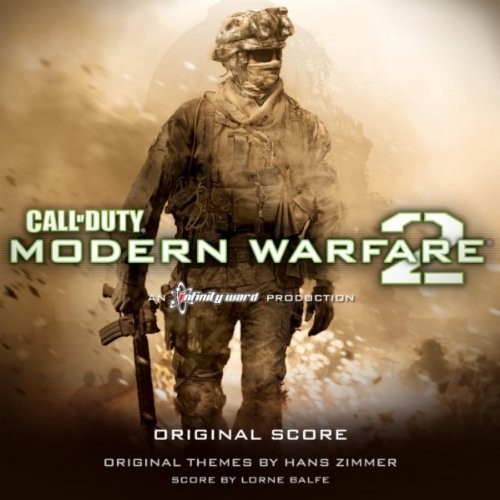 CALL OF DUTY®
MODERN WARFARE 2®
AN infinity ward PRODUCTION
ORIGINAL SCORE
ORIGINAL THEMES BY HANS ZIMMER
SCORE BY LORNE BALFE